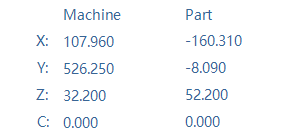 Machine Part
X: 107.960 -160.310
Y: 526.250 -8.090
Z: 32.200 52.200
C: 0.000 0.000